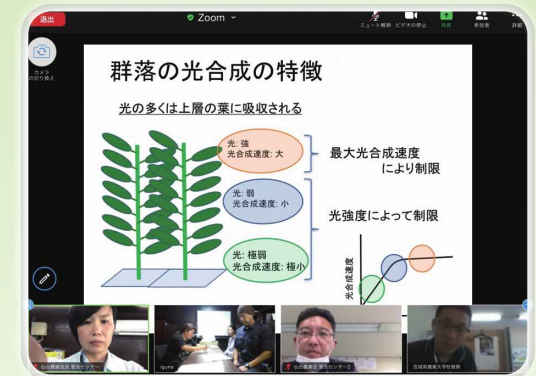 退出
Zoom
ミュート解除
ビデオの停止
共有
参加者
詳細
カメラ
の切り換え
群落の光合成の特徴
光の多くは上層の葉に吸収される
光: 強
光合成速度: 大
最大光合成速度
により制限
光: 弱
光合成速度: 小
光強度によって制限
光: 極弱
光合成速度: 極小
光合成速度
iguma